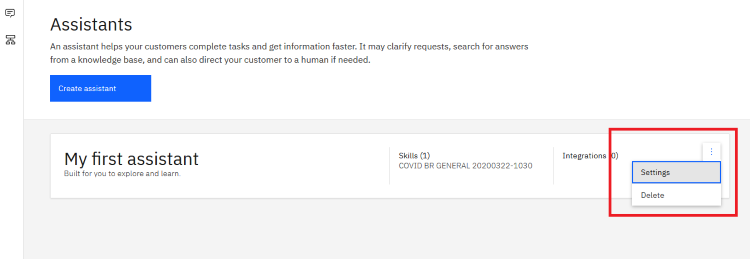 Assistants
An assistant helps your customers complete tasks and get information faster. It may clarify requests, search for answers
from a knowledge base, and can also direct your customer to a human if needed.
Create assistant
My first assistant
Built for you to explore and learn.
Skills (1)
COVID BR GENERAL 20200322-1030
Integrations (0)
Settings
Delete